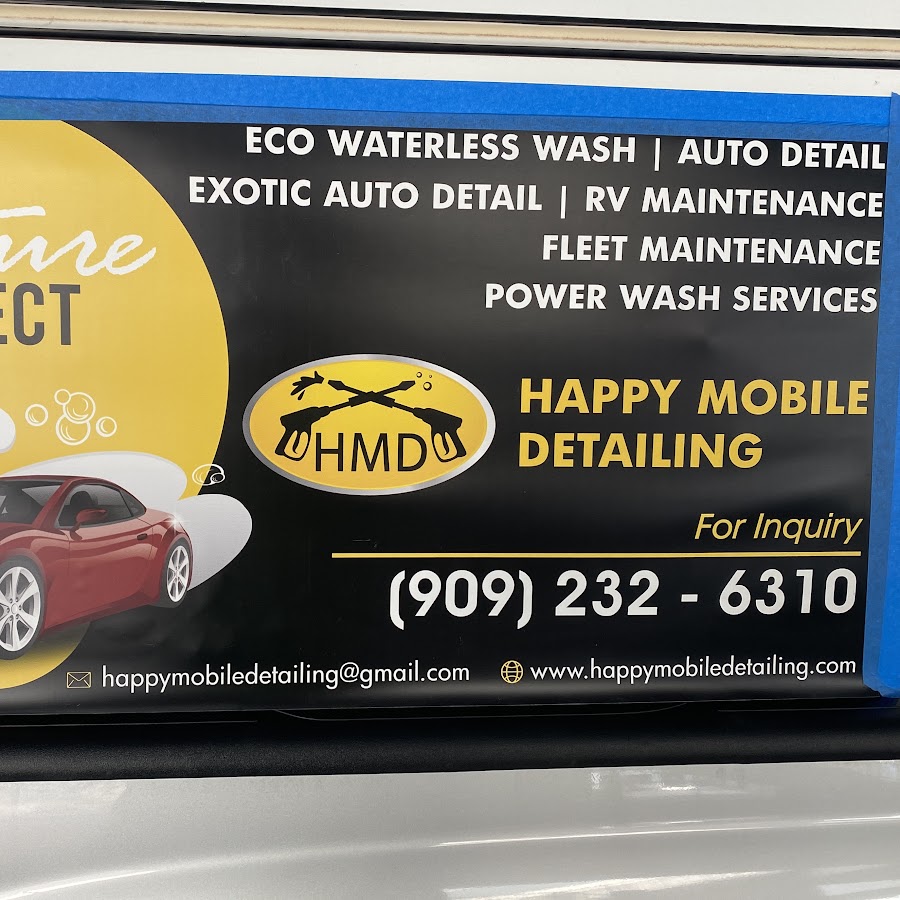 ECO WATERLESS WASH | AUTO DETAIL
EXOTIC AUTO DETAIL | RV MAINTENANCE
FLEET MAINTENANCE
POWER WASH SERVICES
HMD
HAPPY MOBILE
DETAILING
For Inquiry
(909) 232 - 6310
happymobiledetailing@gmail.com
www.happymobiledetailing.com